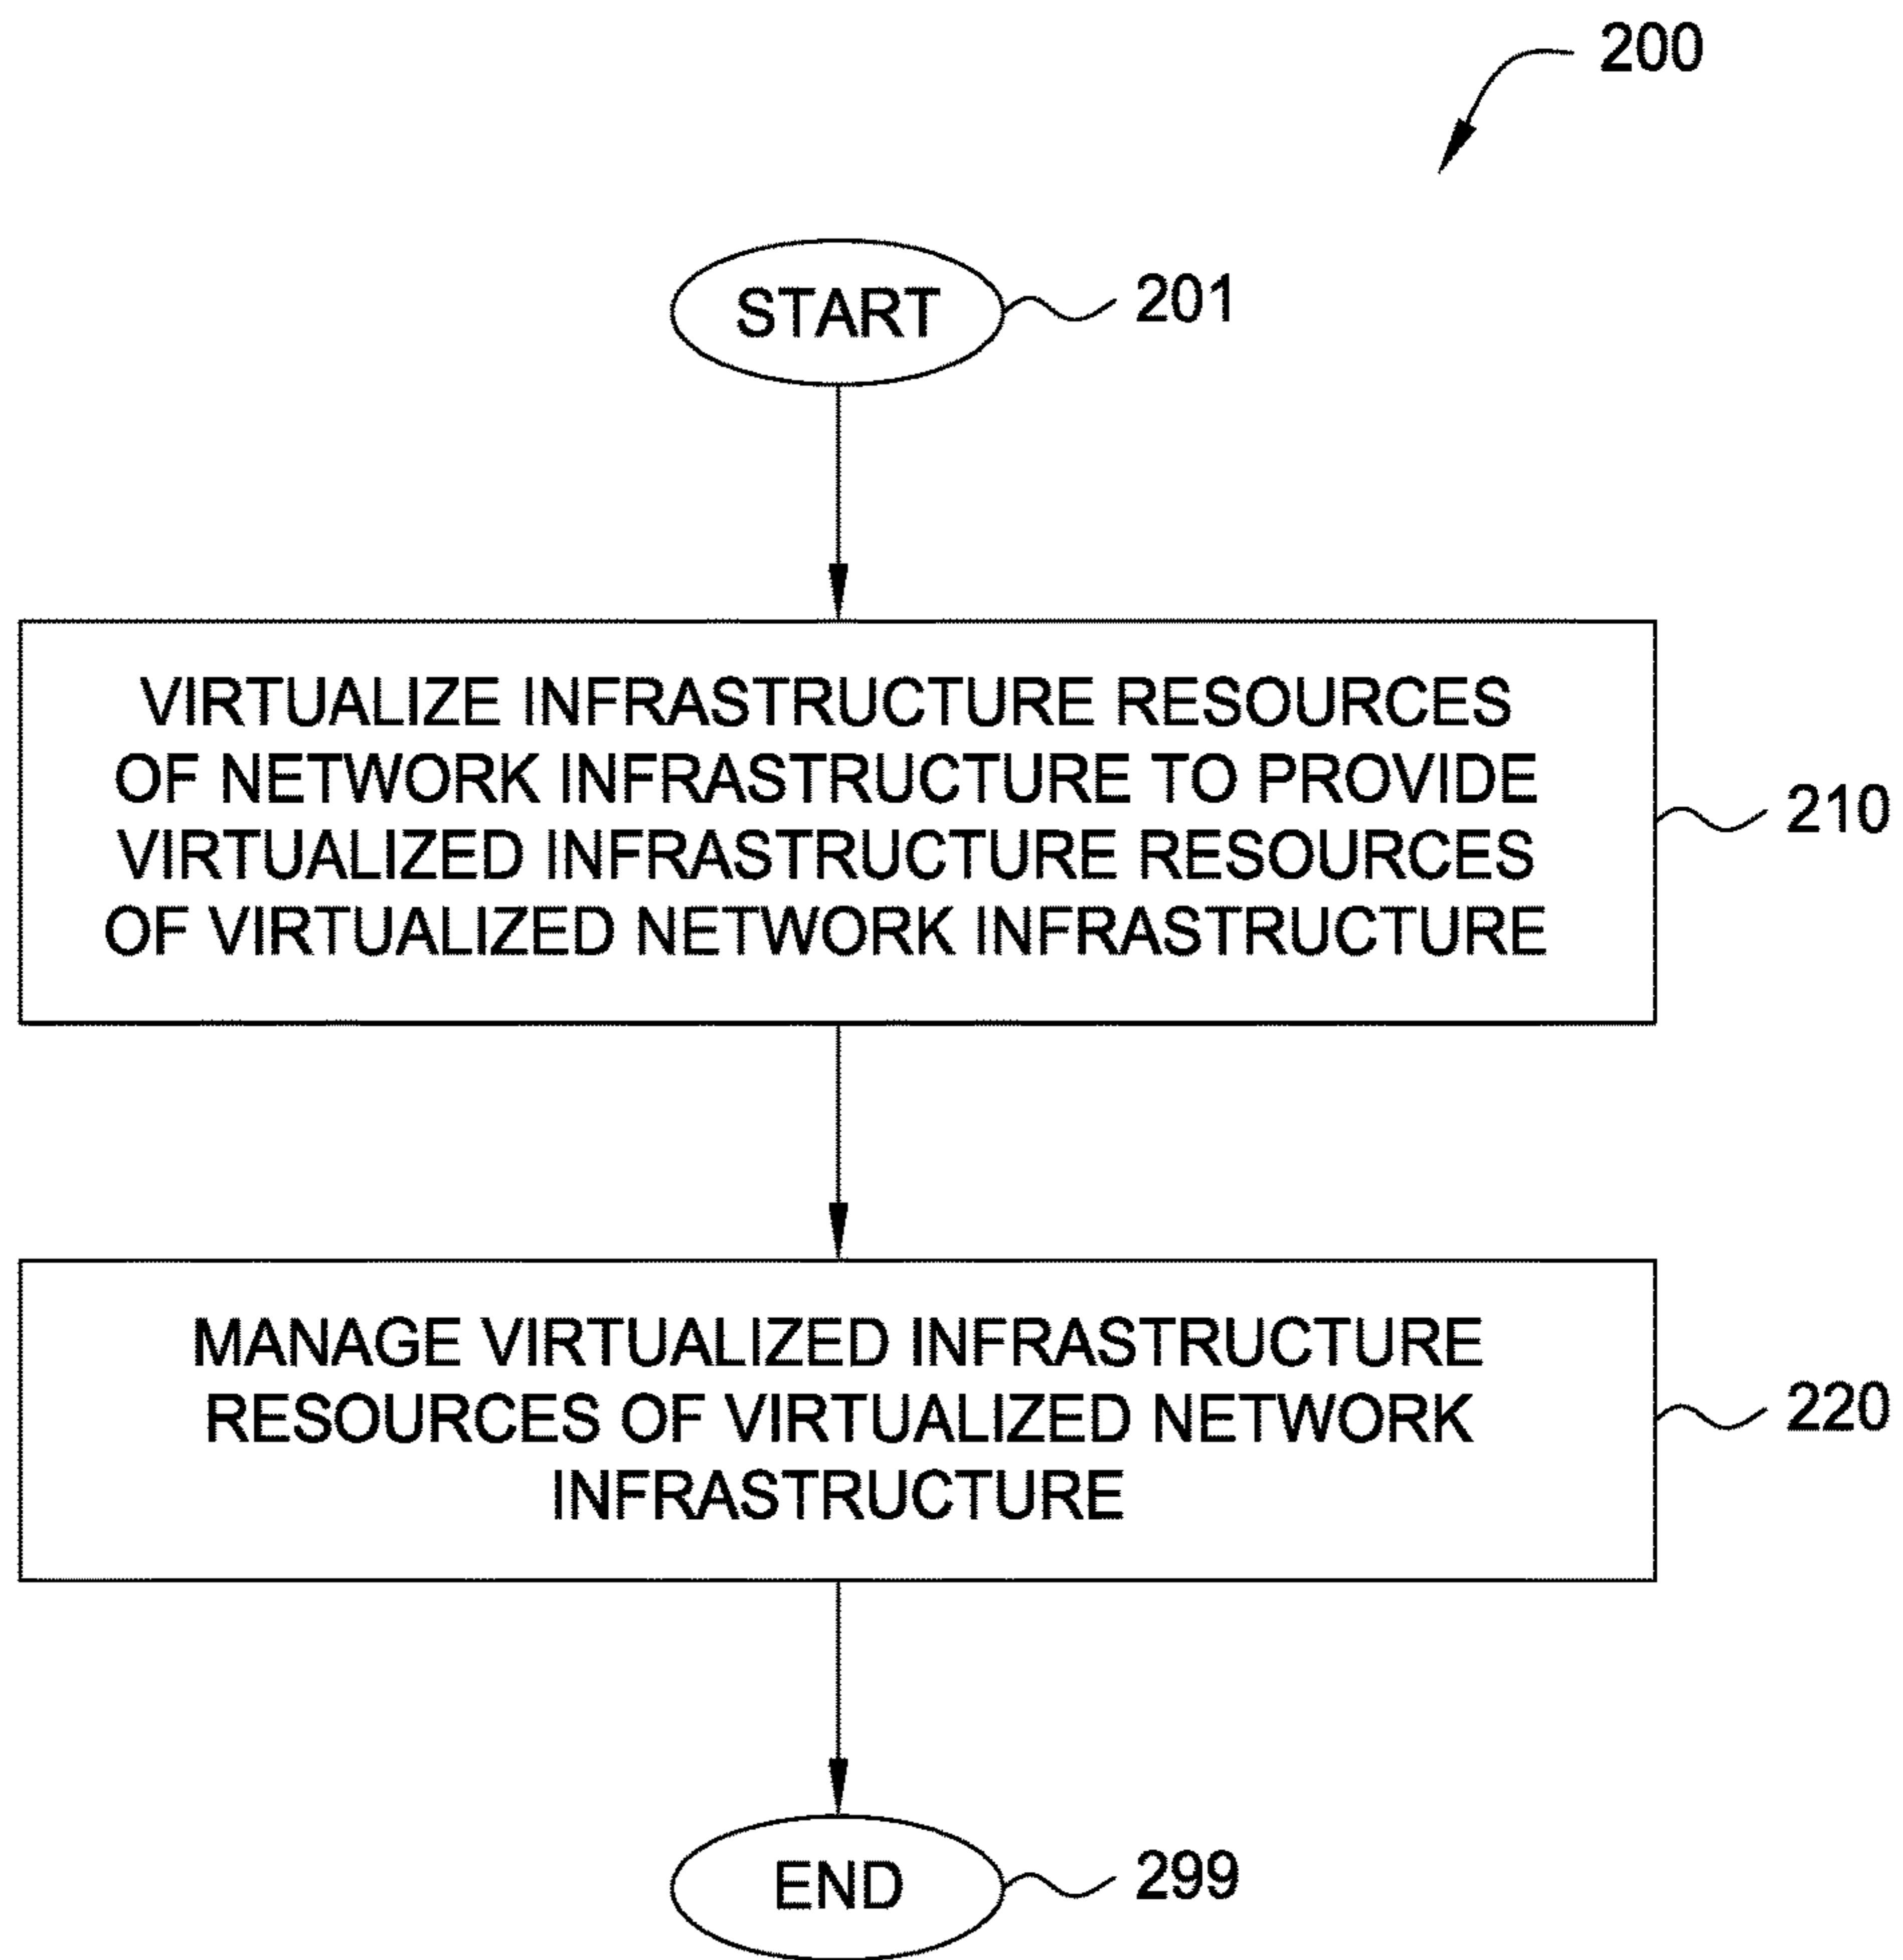 200
START
201
VIRTUALIZE INFRASTRUCTURE RESOURCES
OF NETWORK INFRASTRUCTURE TO PROVIDE
VIRTUALIZED INFRASTRUCTURE RESOURCES
OF VIRTUALIZED NETWORK INFRASTRUCTURE
210
MANAGE VIRTUALIZED INFRASTRUCTURE
RESOURCES OF VIRTUALIZED NETWORK
INFRASTRUCTURE
220
END
299